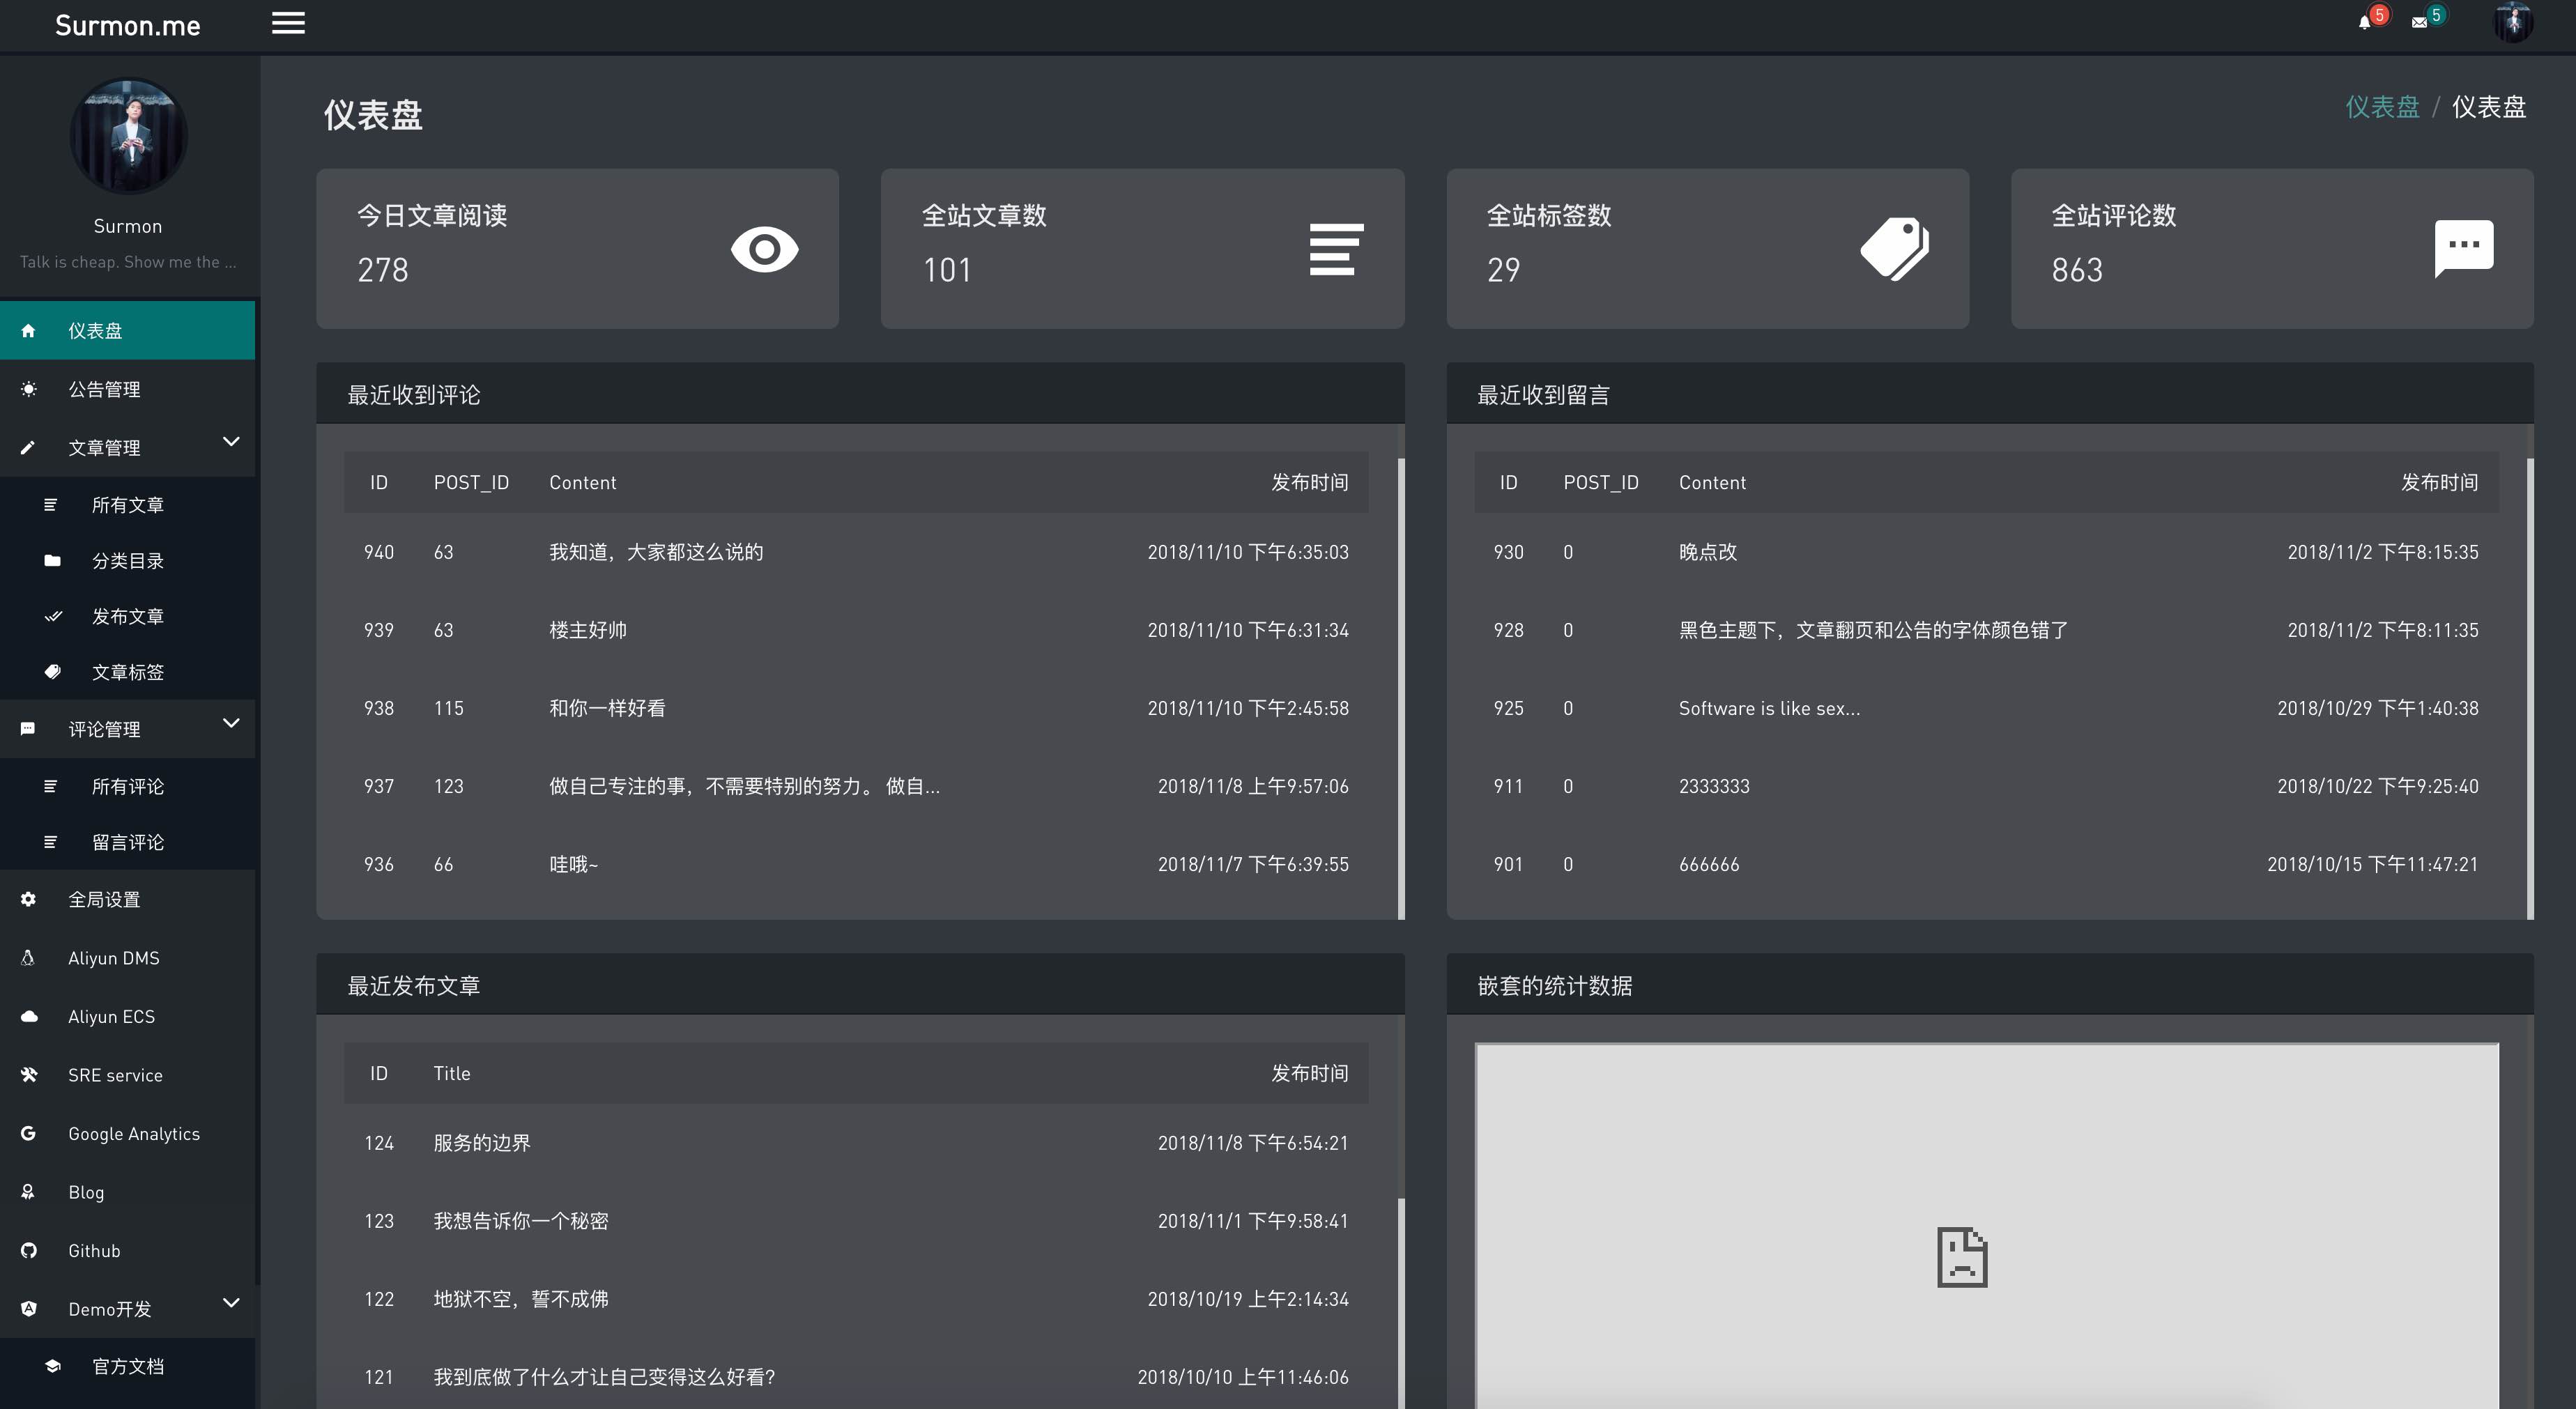 Surmon.me
5
5
Surmon
Talk is cheap. Show me the ...
仪表盘
公告管理
文章管理
所有文章
分类目录
发布文章
文章标签
评论管理
所有评论
留言评论
全局设置
Aliyun DMS
Aliyun ECS
SRE service
Google Analytics
Blog
Github
Demo开发
官方文档
仪表盘
仪表盘 / 仪表盘
今日文章阅读
278
全站文章数
101
全站标签数
29
全站评论数
863
最近收到评论
ID POST_ID Content 发布时间
940 63 我知道，大家都这么说的 2018/11/10 下午6:35:03
939 63 楼主好帅 2018/11/10 下午6:31:34
938 115 和你一样好看 2018/11/10 下午2:45:58
937 123 做自己专注的事，不需要特别的努力。 做自... 2018/11/8 上午9:57:06
936 66 哇哦~ 2018/11/7 下午6:39:55
最近收到留言
ID POST_ID Content 发布时间
930 0 晚点改 2018/11/2 下午8:15:35
928 0 黑色主题下，文章翻页和公告的字体颜色错了 2018/11/2 下午8:11:35
925 0 Software is like sex... 2018/10/29 下午1:40:38
911 0 2333333 2018/10/22 下午9:25:40
901 0 666666 2018/10/15 下午11:47:21
最近发布文章
ID Title 发布时间
124 服务的边界 2018/11/8 下午6:54:21
123 我想告诉你一个秘密 2018/11/1 下午9:58:41
122 地狱不空，誓不成佛 2018/10/19 上午2:14:34
121 我到底做了什么才让自己变得这么好看？ 2018/10/10 上午11:46:06
嵌套的统计数据